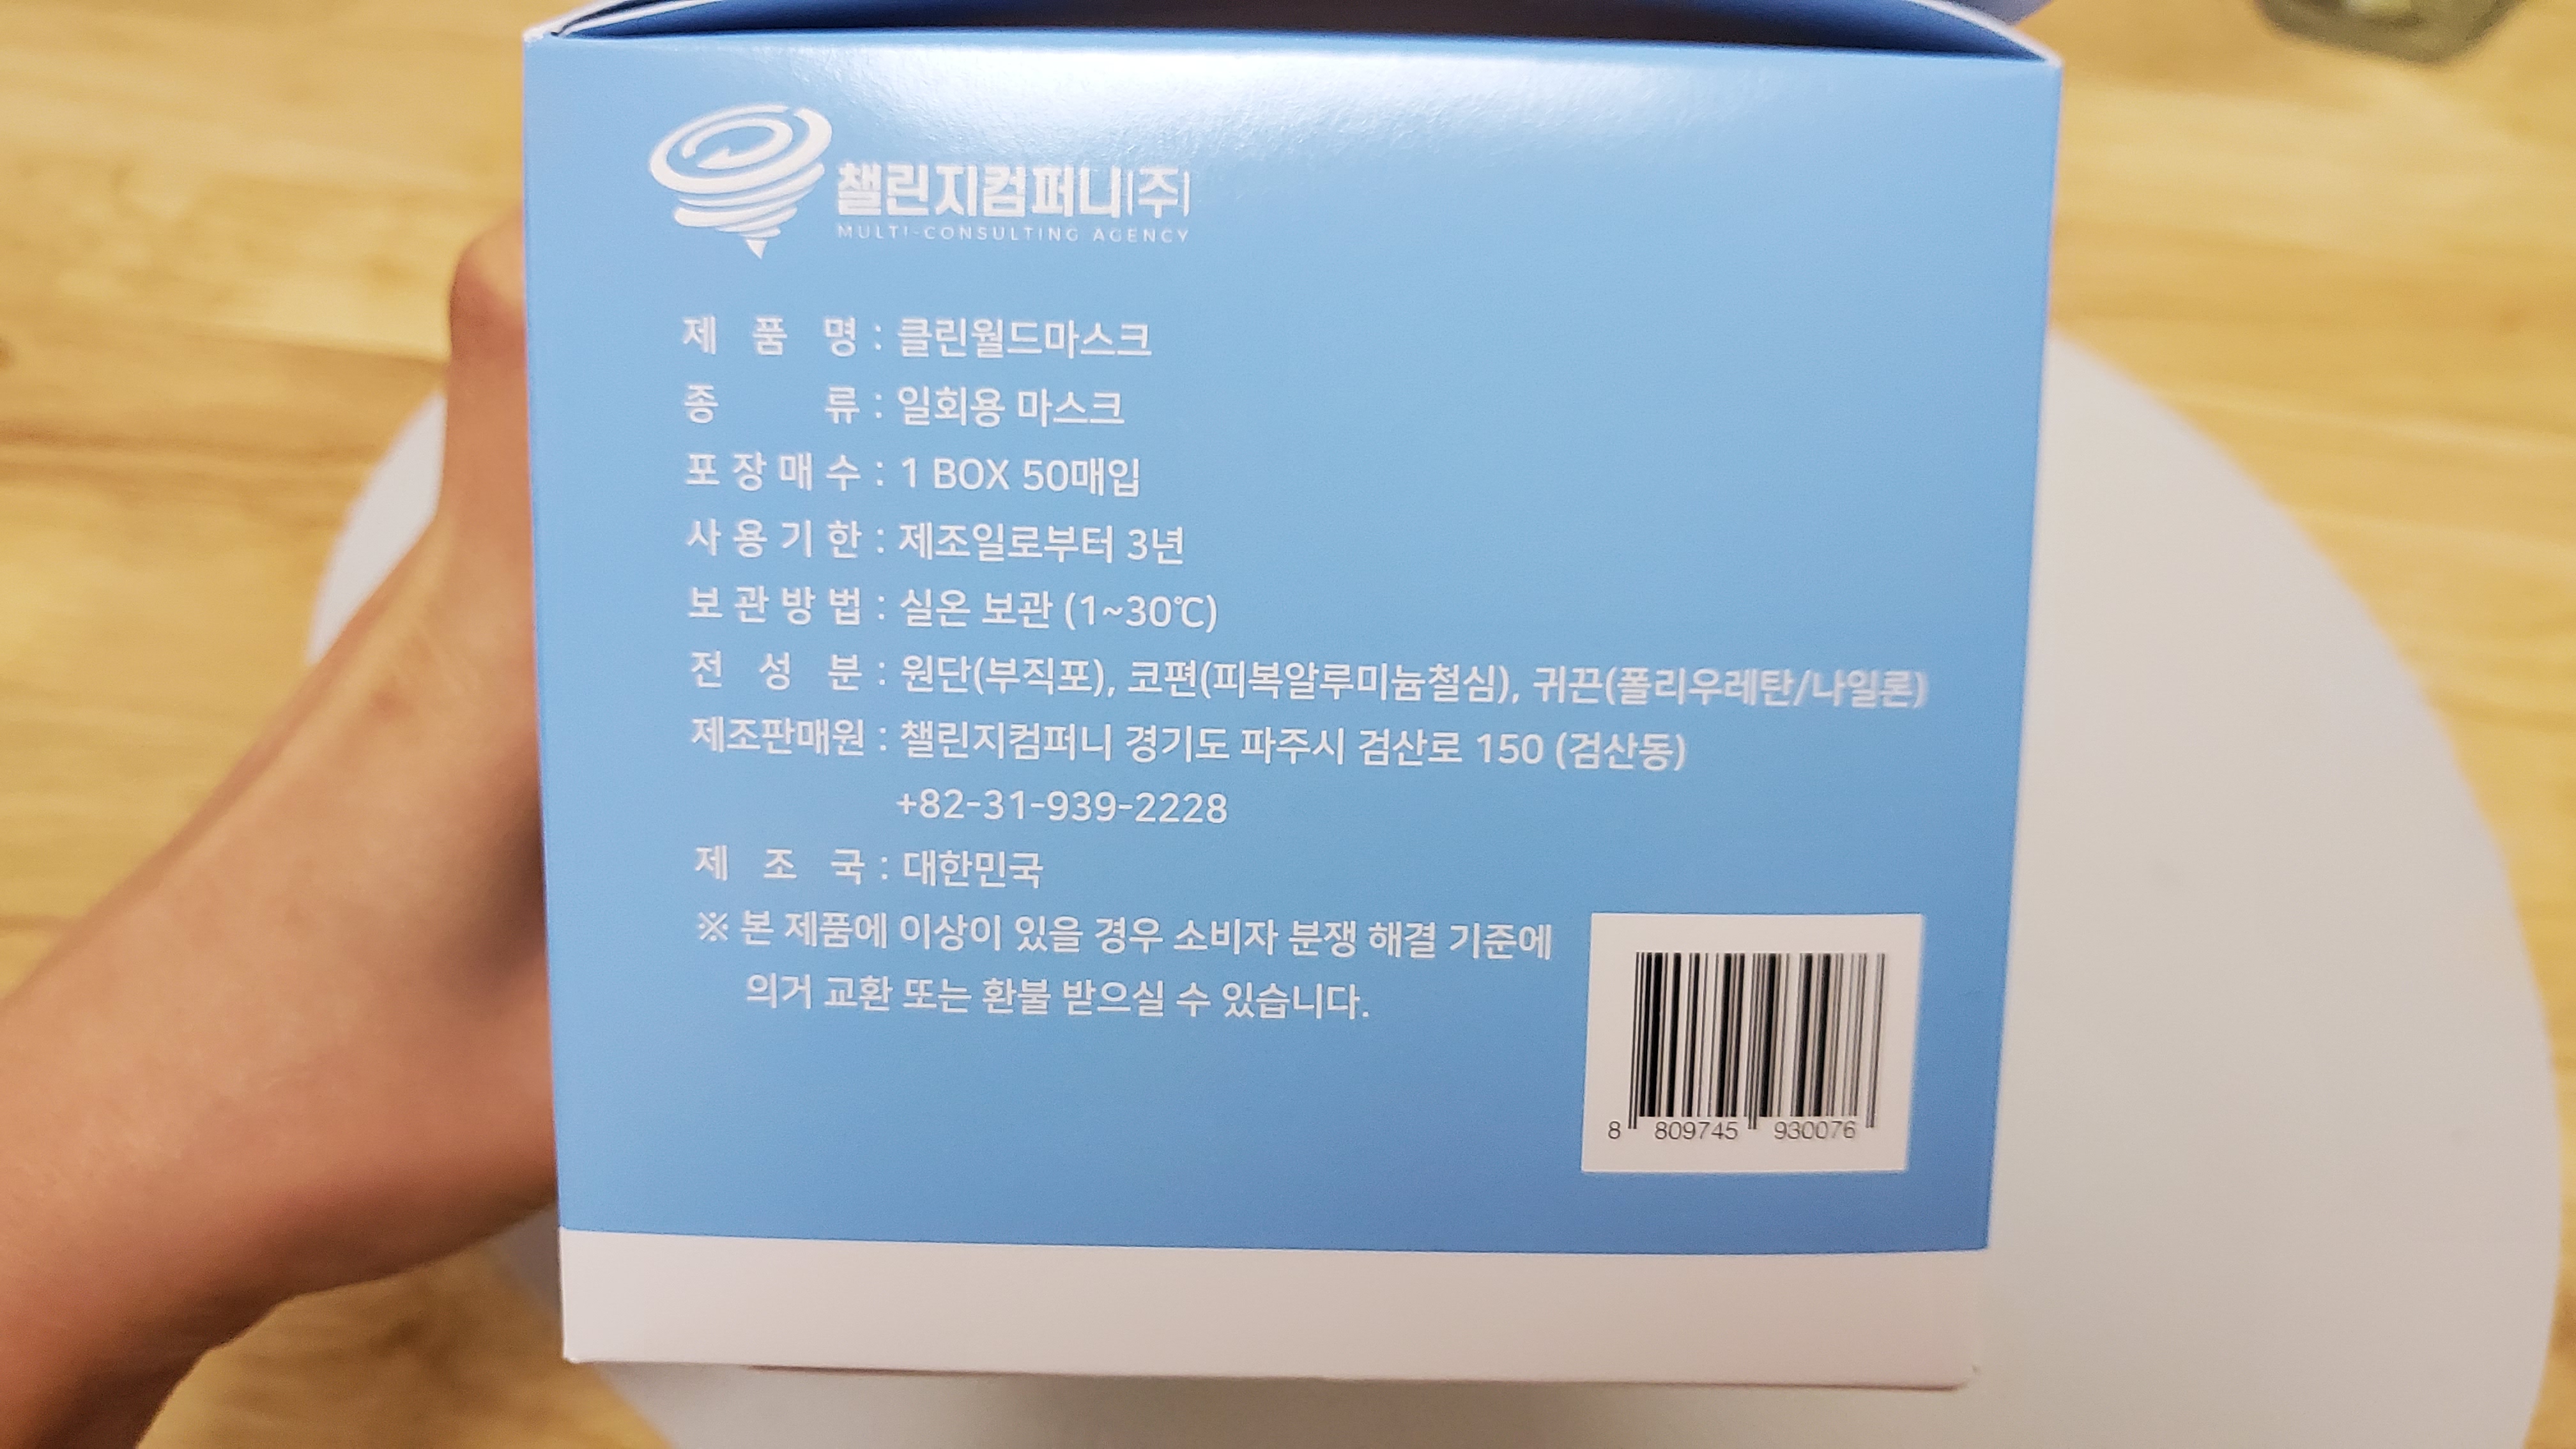 챌린지컴퍼니(주)
MULTI-CONSULTING AGENCY
제 품 명 : 클린월드마스크
종 류 : 일회용 마스크
포 장 매 수 : 1 BOX 50매입
사 용 기 한 : 제조일로부터 3년
보 관 방 법 : 실온 보관 (1~30℃)
전 성 분 : 원단(부직포), 코편(피복알루미늄철심), 귀끈(폴리우레탄/나일론)
제조판매원 : 챌린지컴퍼니 경기도 파주시 검산로 150 (검산동)
+82-31-939-2228
제 조 국 : 대한민국
※ 본 제품에 이상이 있을 경우 소비자 분쟁 해결 기준에
의거 교환 또는 환불 받으실 수 있습니다.
8 809745 930076